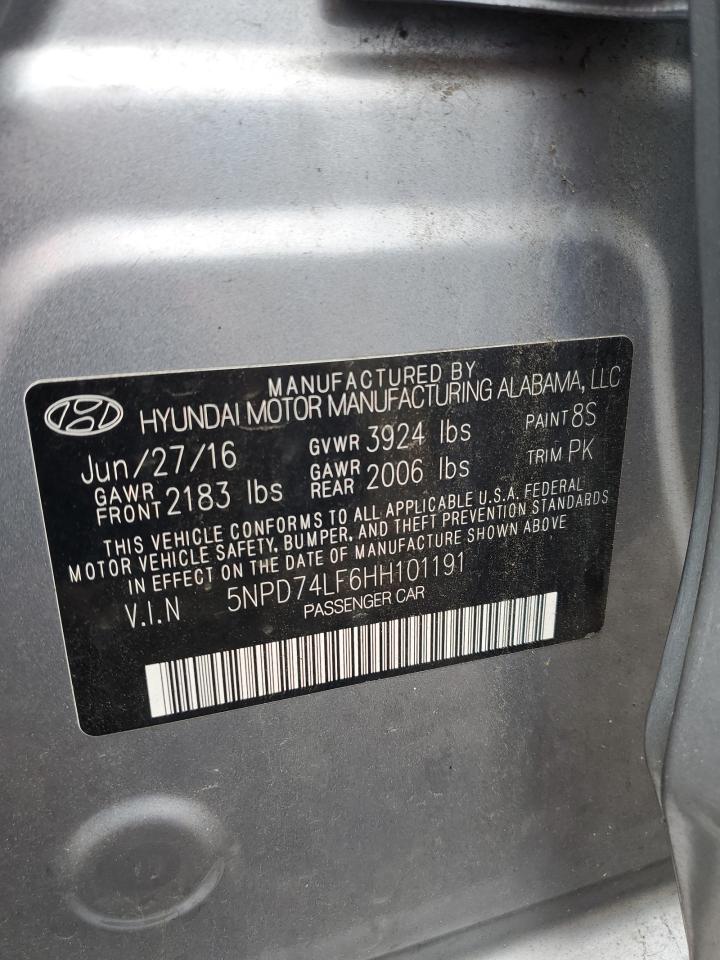 MANUFACTURED BY
HYUNDAI MOTOR MANUFACTURING ALABAMA, LLC
Jun/27/16 GVWR 3924 lbs PAINT 8S
GAWR FRONT 2183 lbs GAWR REAR 2006 lbs TRIM PK
THIS VEHICLE CONFORMS TO ALL APPLICABLE U.S.A. FEDERAL
MOTOR VEHICLE SAFETY, BUMPER, AND THEFT PREVENTION STANDARDS
IN EFFECT ON THE DATE OF MANUFACTURE SHOWN ABOVE
V.I.N 5NPD74LF6HH101191
PASSENGER CAR